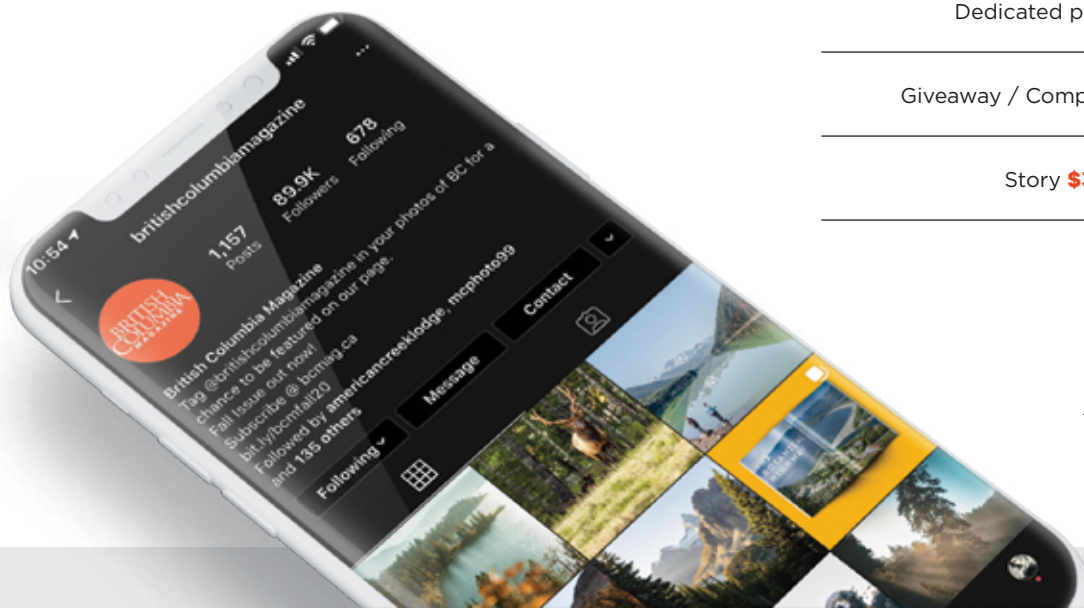 10:54
britishcolumbiamagazine
1,157
Posts
89.9K
Followers
678
Following
BRITISH
COLUMBIA
MAGAZINE
British Columbia Magazine
Tag @britishcolumbiamagazine in your photos of BC for a
chance to be featured on our page.
Fall Issue out now!
Subscribe @ bcmag.ca
bit.ly/bcmfall20
Followed by americancreeklodge, mcphoto99
and 135 others
Following
Message
Contact
Dedicated p
Giveaway / Comp
Story $3